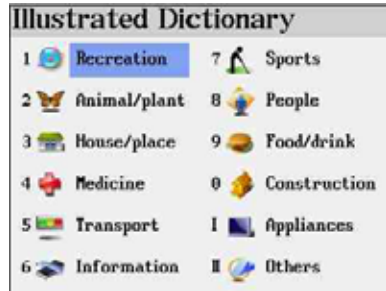 Illustrated Dictionary
1 Recreation
2 Animal/plant
3 House/place
4 Medicine
5 Transport
6 Information
7 Sports
8 People
9 Food/drink
0 Construction
I Appliances
II Others